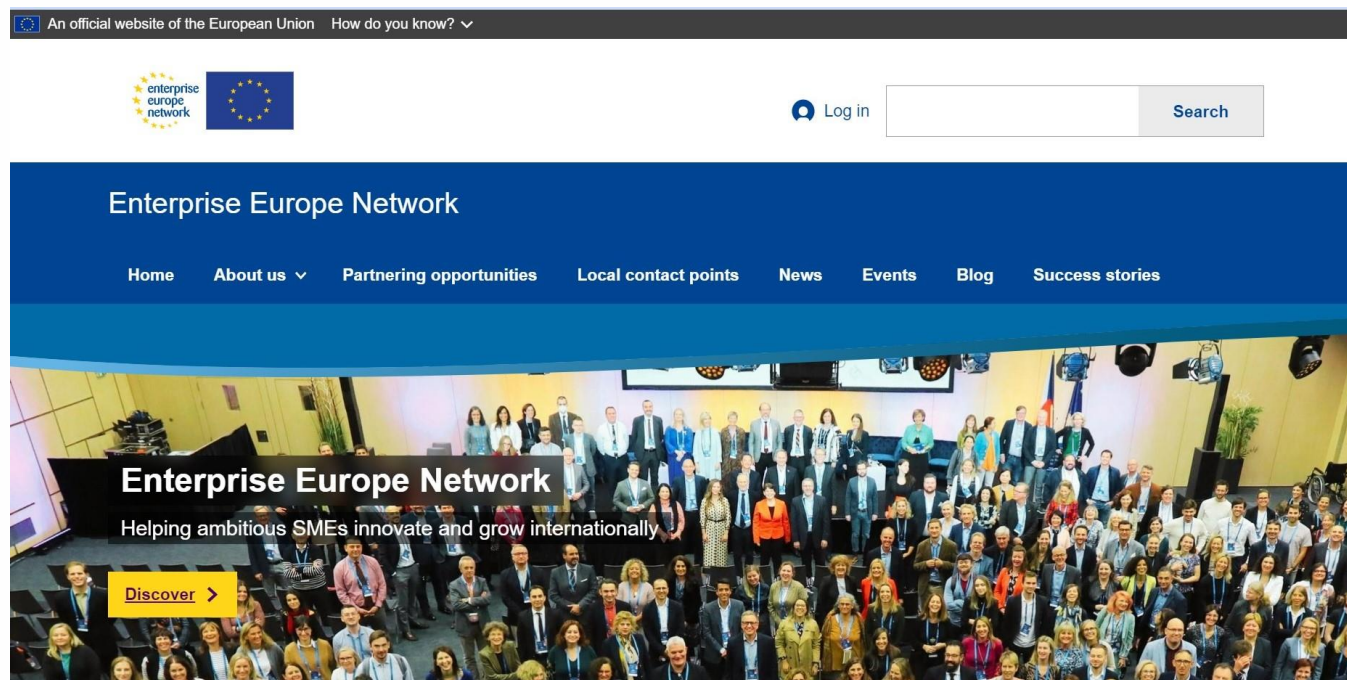 An official website of the European Union How do you know?
enterprise
europe
network
Log in
Search
Enterprise Europe Network
Home About us Partnering opportunities Local contact points News Events Blog Success stories
Enterprise Europe Network
Helping ambitious SMEs innovate and grow internationally
Discover